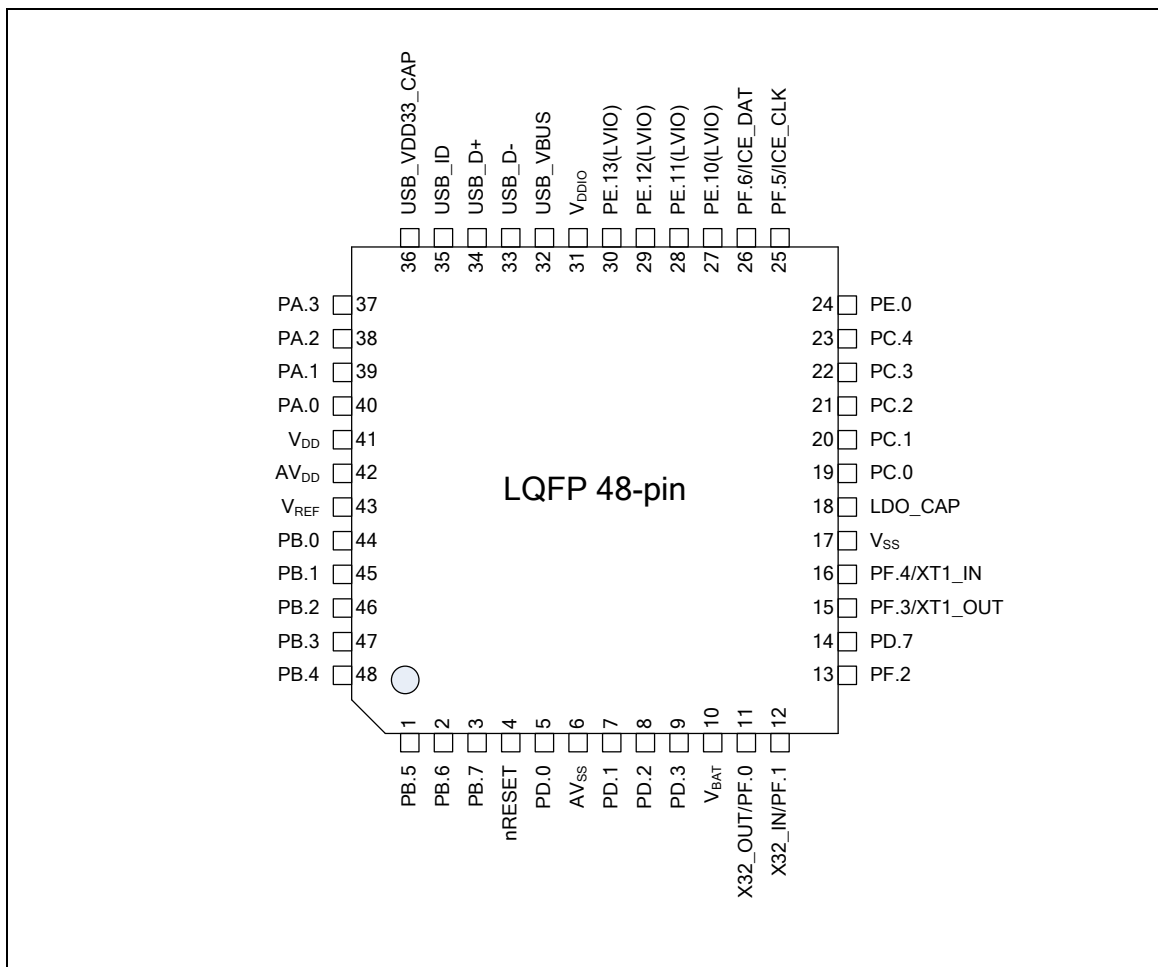 USB_VDD33_CAP
USB_ID
USB_D+
USB_D-
USB_VBUS
VDDIO
PE.13(LVIO)
PE.12(LVIO)
PE.11(LVIO)
PE.10(LVIO)
PF.6/ICE_DAT
PF.5/ICE_CLK
36
35
34
33
32
31
30
29
28
27
26
25
PA.3 37
PA.2 38
PA.1 39
PA.0 40
VDD 41
AVDD 42
VREF 43
PB.0 44
PB.1 45
PB.2 46
PB.3 47
PB.4 48
LQFP 48-pin
24 PE.0
23 PC.4
22 PC.3
21 PC.2
20 PC.1
19 PC.0
18 LDO_CAP
17 VSS
16 PF.4/XT1_IN
15 PF.3/XT1_OUT
14 PD.7
13 PF.2
1
2
3
4
5
6
7
8
9
10
11
12
PB.5
PB.6
PB.7
nRESET
PD.0
AVSS
PD.1
PD.2
PD.3
VBAT
X32_OUT/PF.0
X32_IN/PF.1